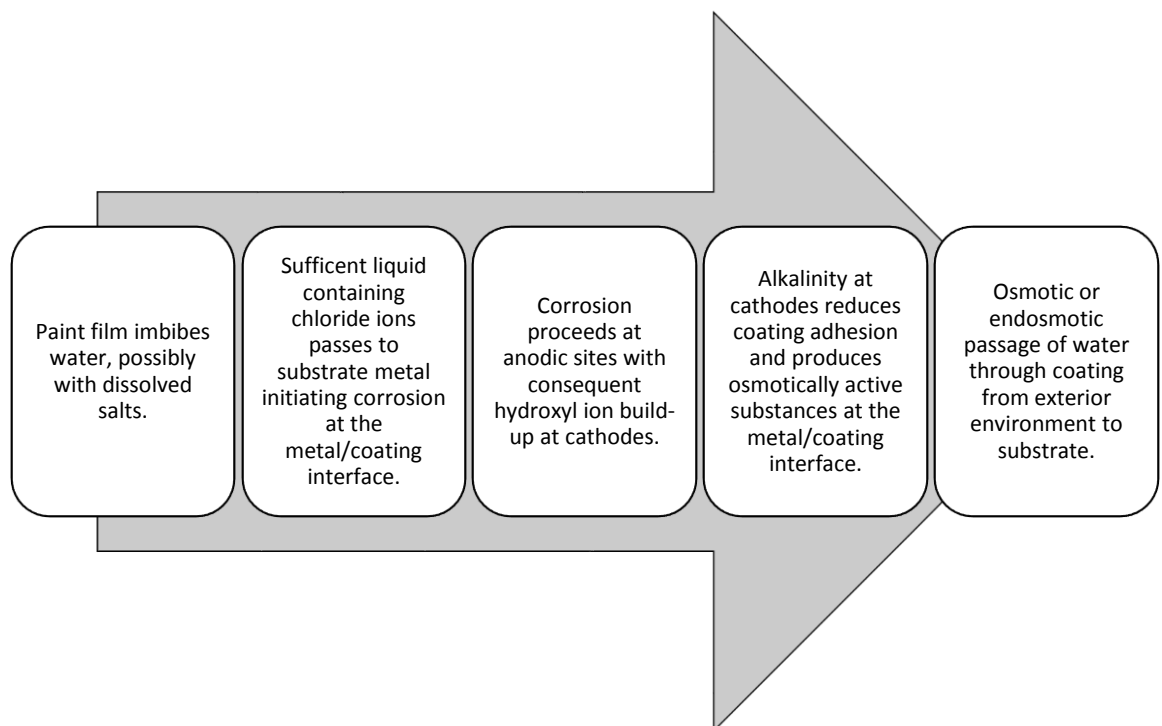 Paint film imbibes
water, possibly
with dissolved
salts.
Sufficent liquid
containing
chloride ions
passes to
substrate metal
initiating corrosion
at the
metal/coating
interface.
Corrosion
proceeds at
anodic sites with
consequent
hydroxyl ion build-
up at cathodes.
Alkalinity at
cathodes reduces
coating adhesion
and produces
osmotically active
substances at the
metal/coating
interface.
Osmotic or
endosmotic
passage of water
through coating
from exterior
environment to
substrate.